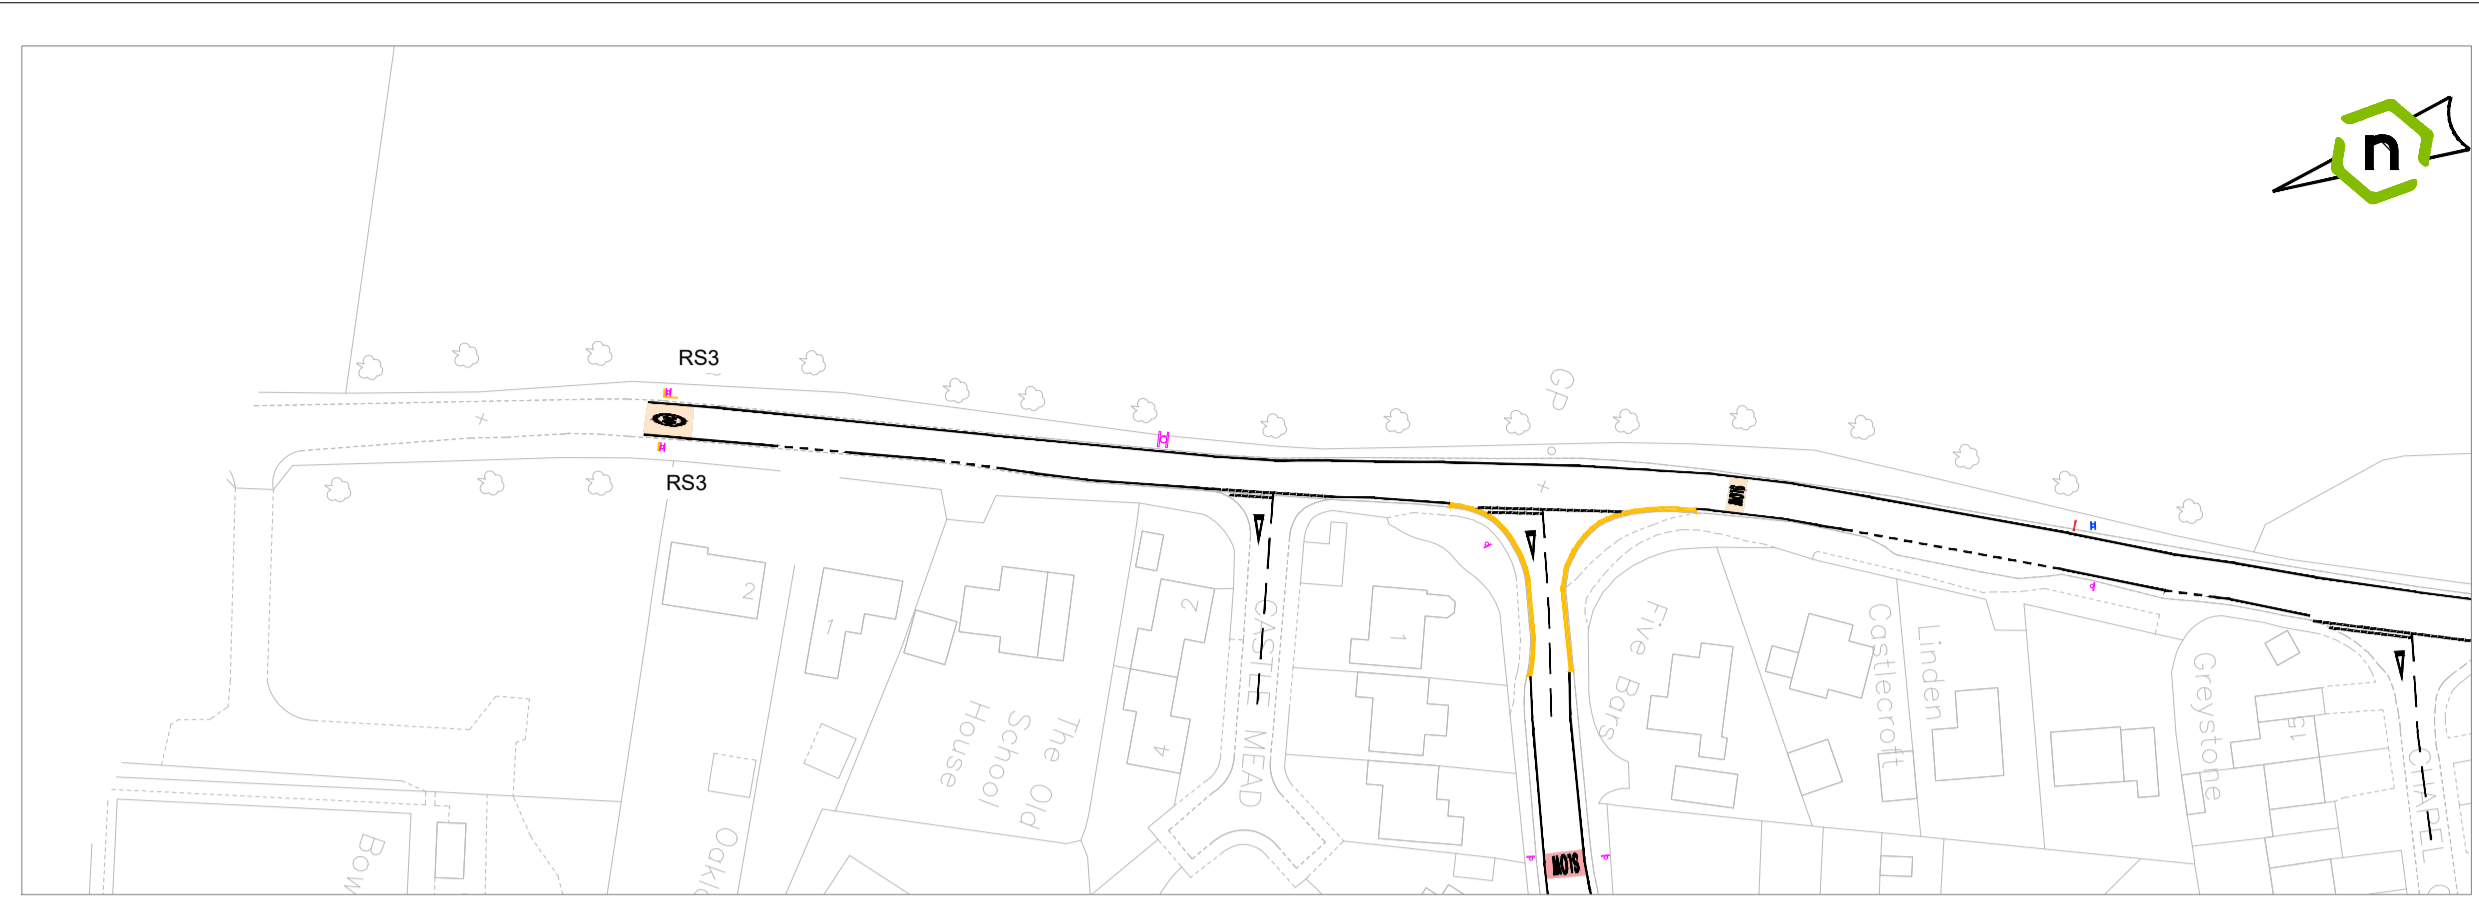 n
RS3
RS3
GP
SLOW
2
1
The Old
School
House
2
4
CASTLE MEAD
1
Five Bars
Castlecroft
Linden
Greystone
51
SLOW
Bow
Oakl